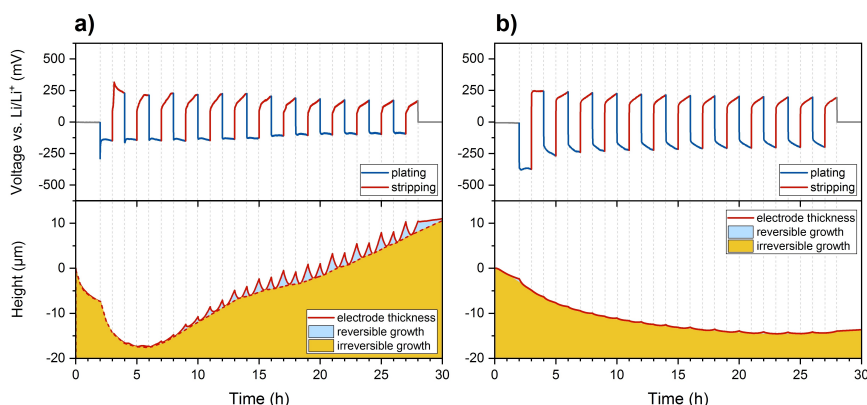 a)
b)
Voltage vs. Li/Li⁺ (mV)
500
250
0
-250
-500
plating
stripping
500
250
0
-250
-500
plating
stripping
Height (µm)
10
0
-10
-20
electrode thickness
reversible growth
irreversible growth
10
0
-10
-20
electrode thickness
reversible growth
irreversible growth
0 5 10 15 20 25 30
0 5 10 15 20 25 30
Time (h)
Time (h)